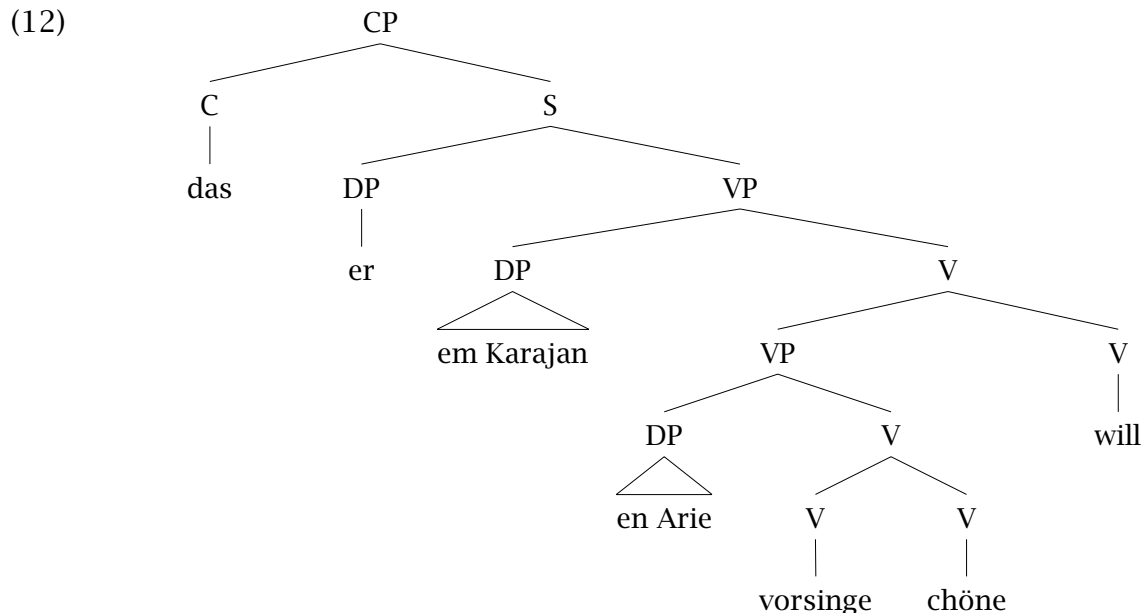 (12) CP
C S
das DP VP
er DP V
em Karajan VP V
DP V will
en Arie V V
vorsinge chöne